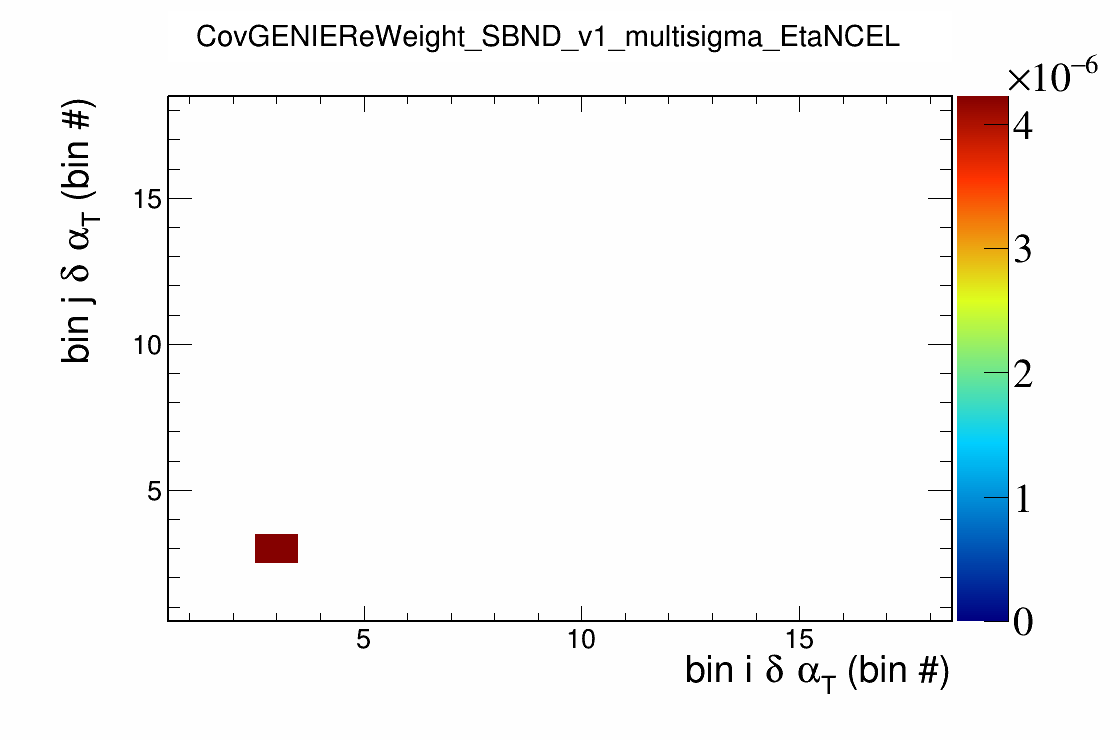 CovGENIEReWeight_SBND_v1_multisigma_EtaNCEL
×10⁻⁶
bin j δ α_T (bin #)
15
10
5
5 10 15
bin i δ α_T (bin #)
4
3
2
1
0